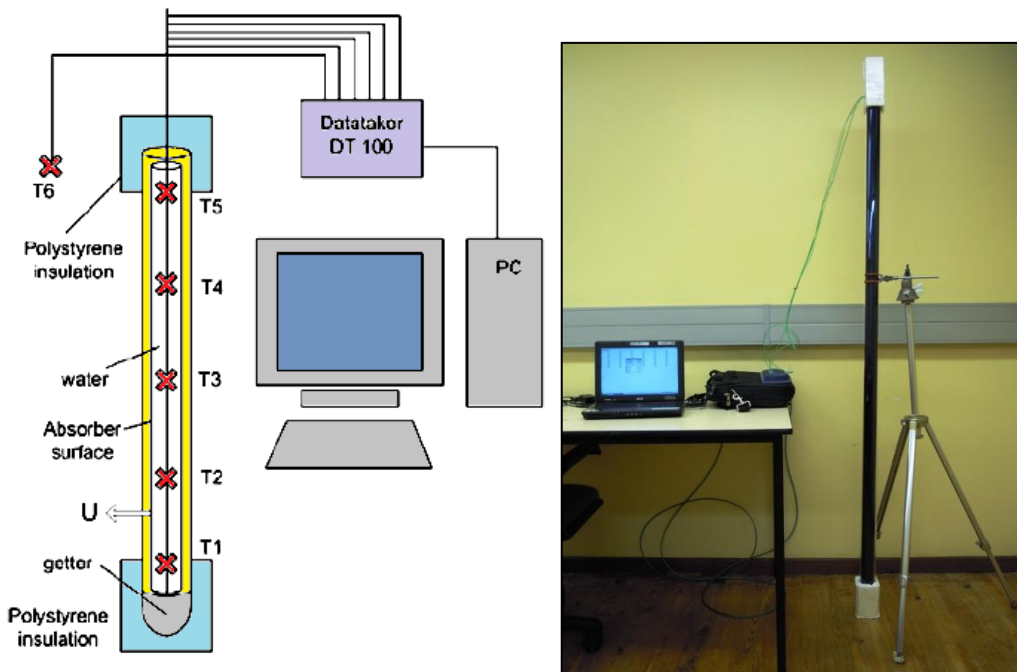 Datatakor
DT 100
T6
T5
Polystyrene
insulation
T4
PC
water
T3
Absorber
surface
T2
U
T1
getter
Polystyrene
insulation